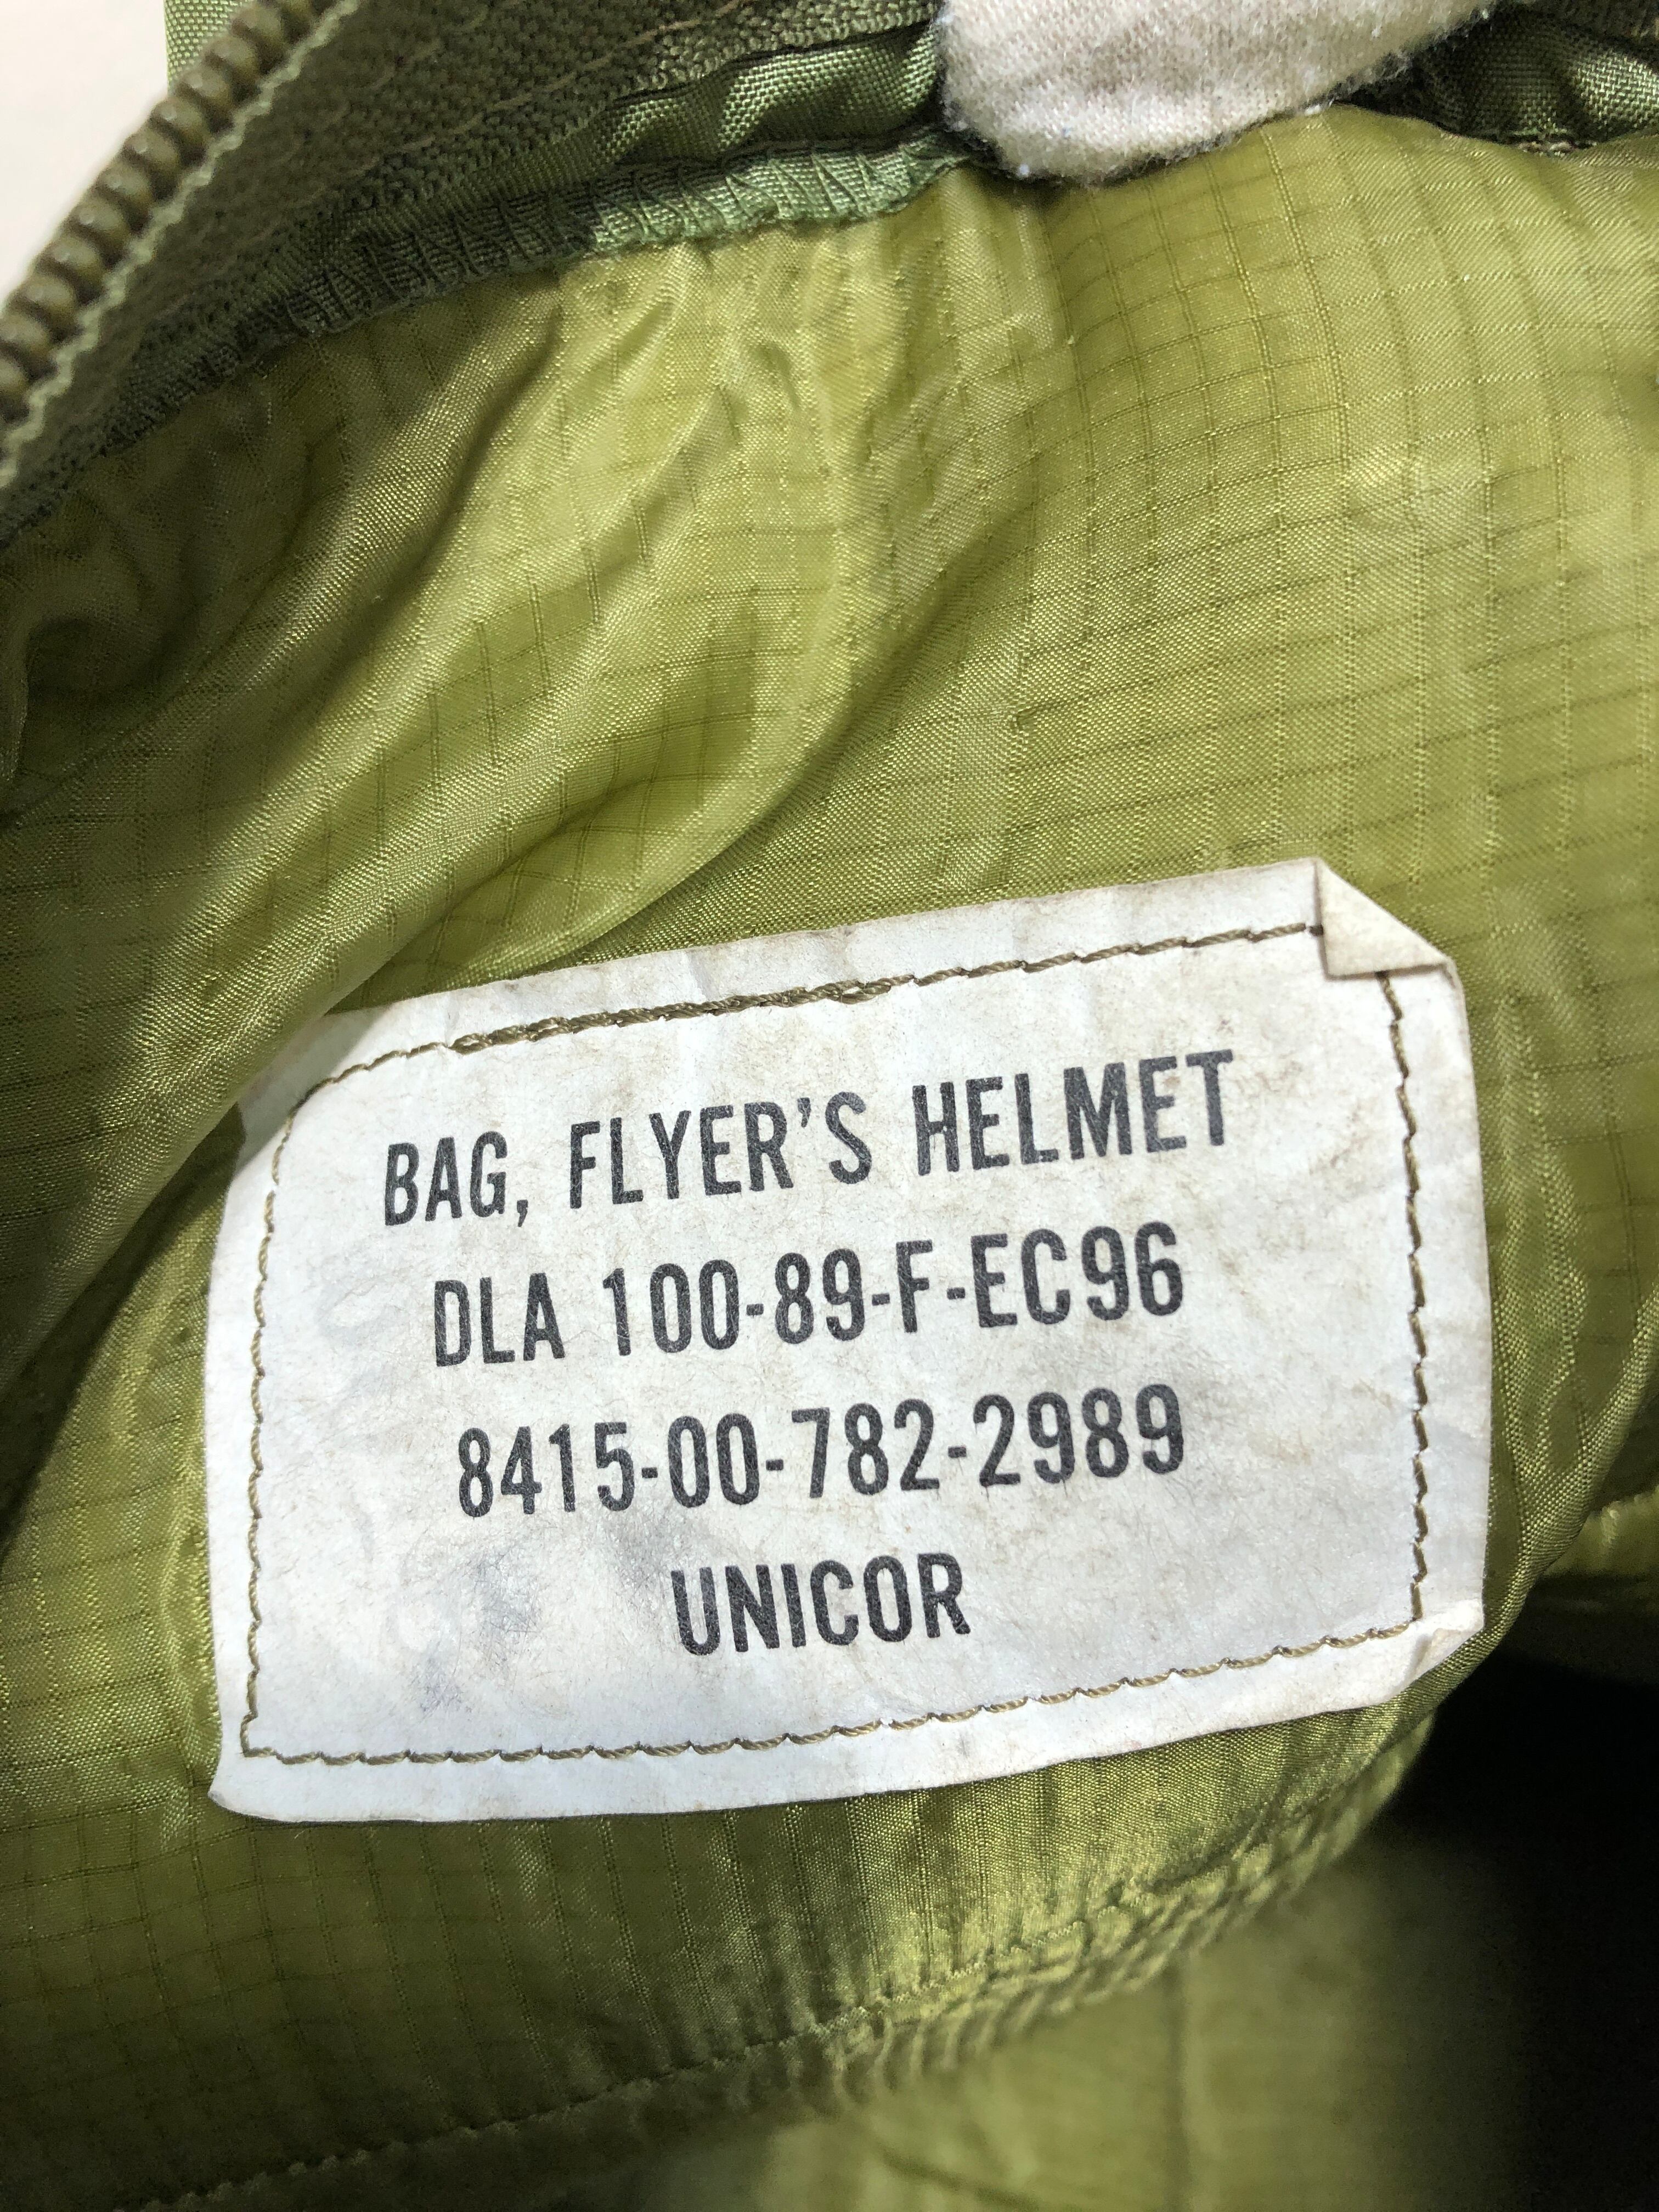 BAG, FLYER'S HELMET
DLA 100-89-F-EC96
8415-00-782-2989
UNICOR